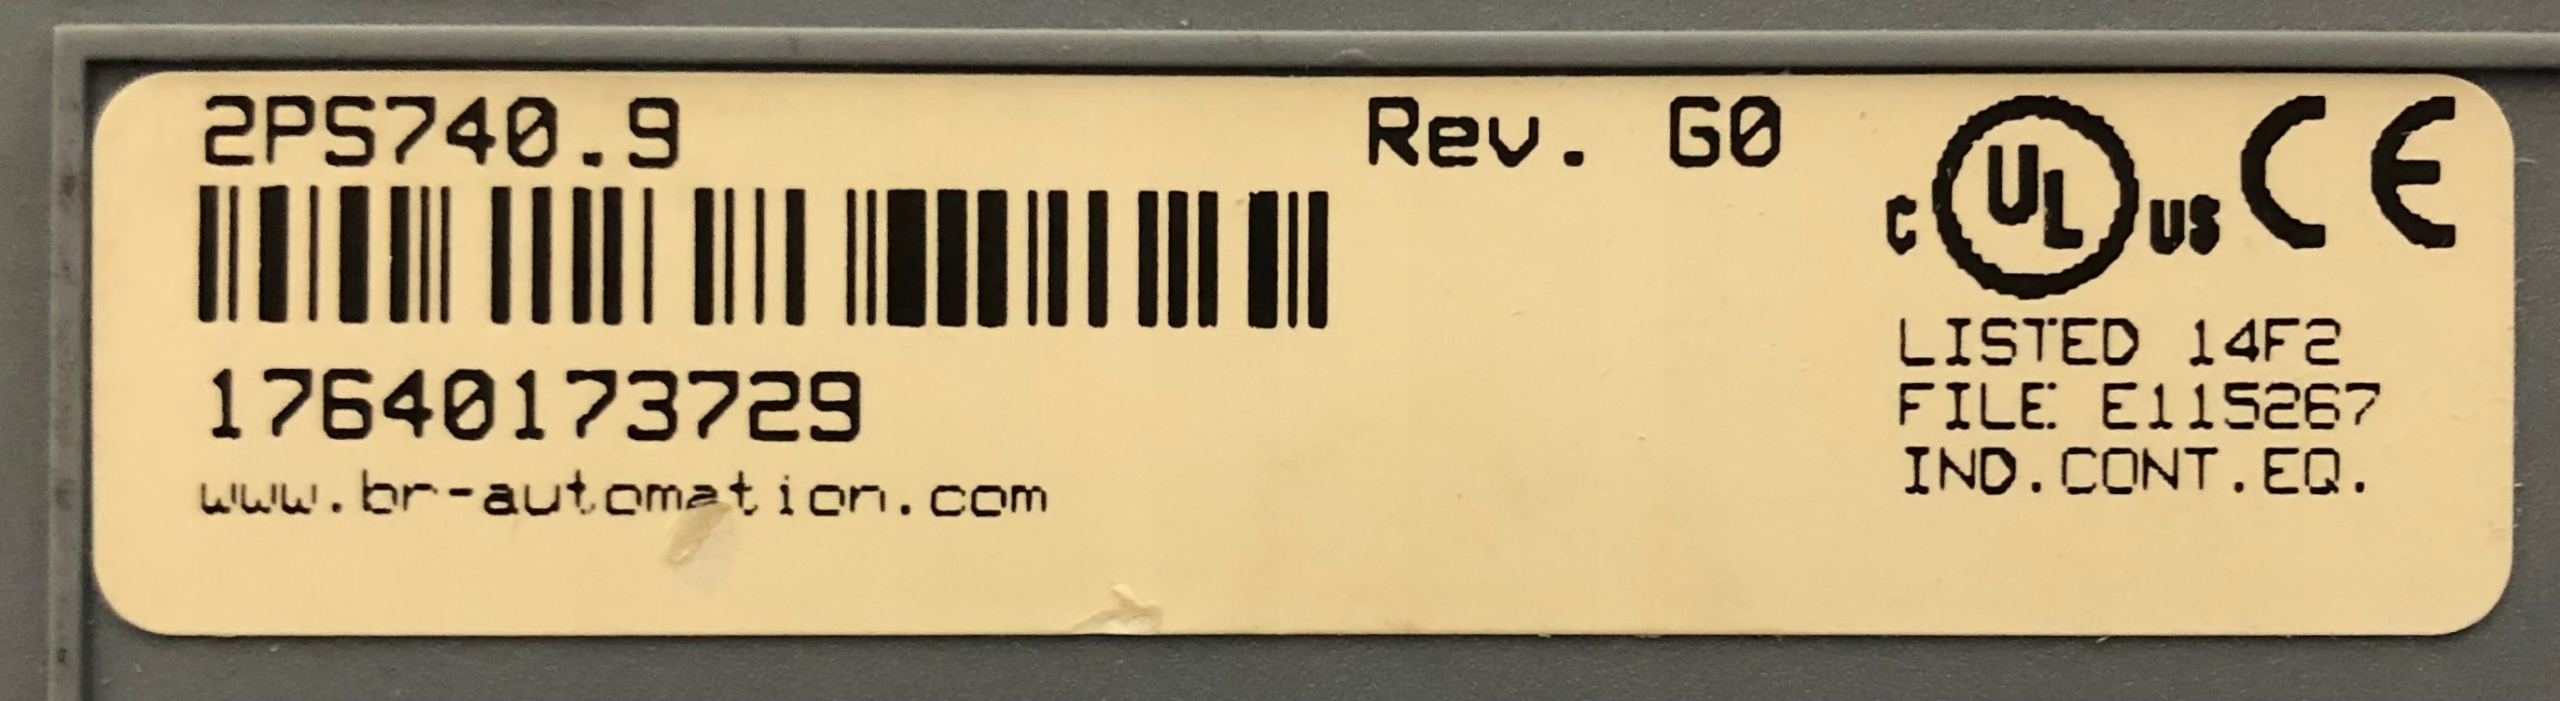 2PS740.9 Rev. G0
C UL US CE
17640173729
www.br-automation.com
LISTED 14F2
FILE E115267
IND.CONT.EQ.